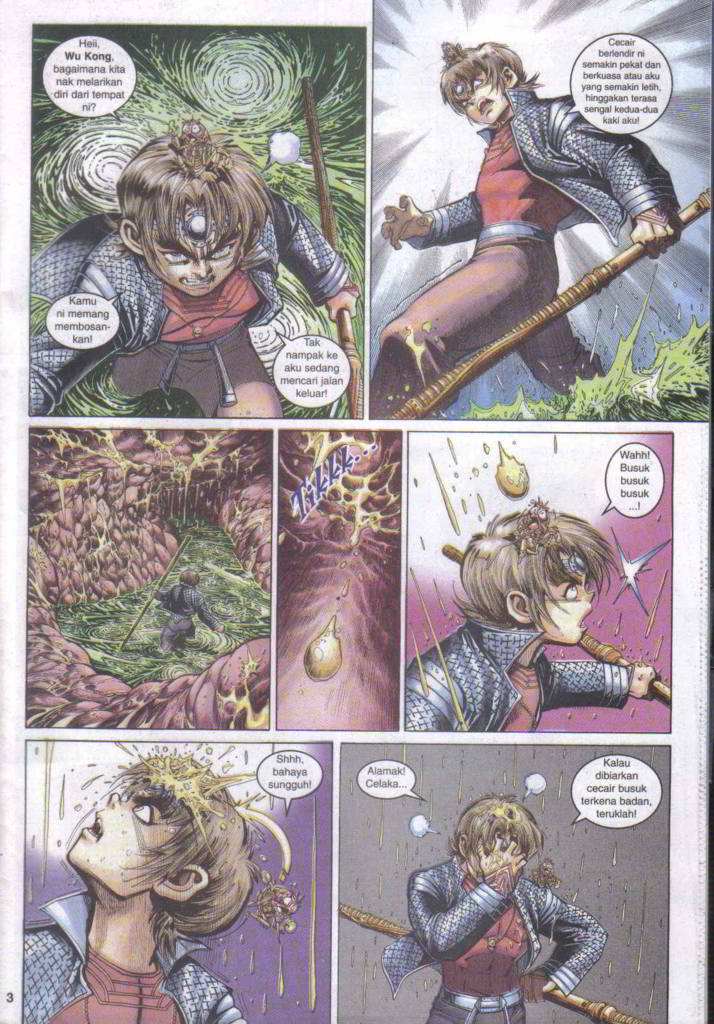 Heii,
Wu Kong,
bagaimana kita
nak melarikan
diri dari tempat
ni?
Kamu
ni memang
membosan-
kan!
Tak
nampak ke
aku sedang
mencari jalan
keluar!
Cecair
berlendir ni
semakin pekat dan
berkuasa atau aku
yang semakin letih,
hinggakan terasa
sengal kedua-dua
kaki aku!
Tikkk...
Wahh!
Busuk
busuk
busuk
...!
Shhh,
bahaya
sungguh!
Alamak!
Celaka...
Kalau
dibiarkan
cecair busuk
terkena badan,
teruklah!
3